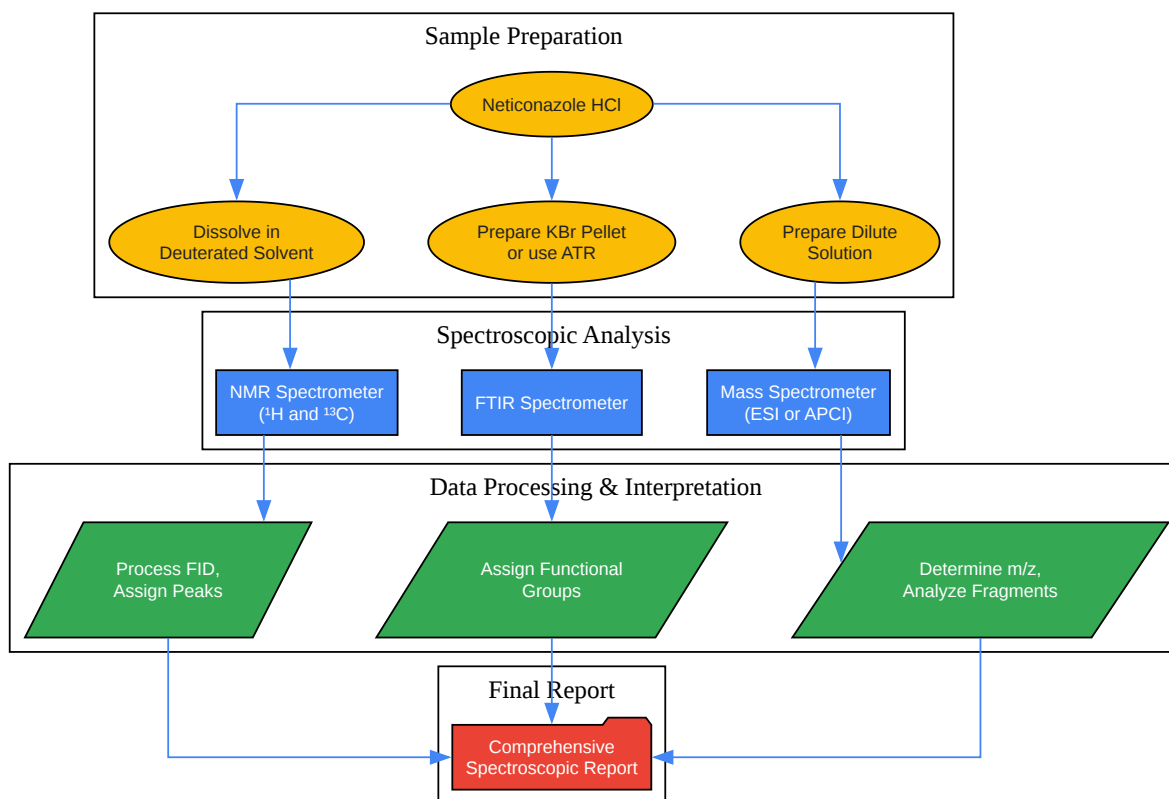 Sample Preparation
Neticonazole HCl
Dissolve in
Deuterated Solvent
Prepare KBr Pellet
or use ATR
Prepare Dilute
Solution
Spectroscopic Analysis
NMR Spectrometer
(¹H and ¹³C)
FTIR Spectrometer
Mass Spectrometer
(ESI or APCI)
Data Processing & Interpretation
Process FID,
Assign Peaks
Assign Functional
Groups
Determine m/z,
Analyze Fragments
Final Report
Comprehensive
Spectroscopic Report